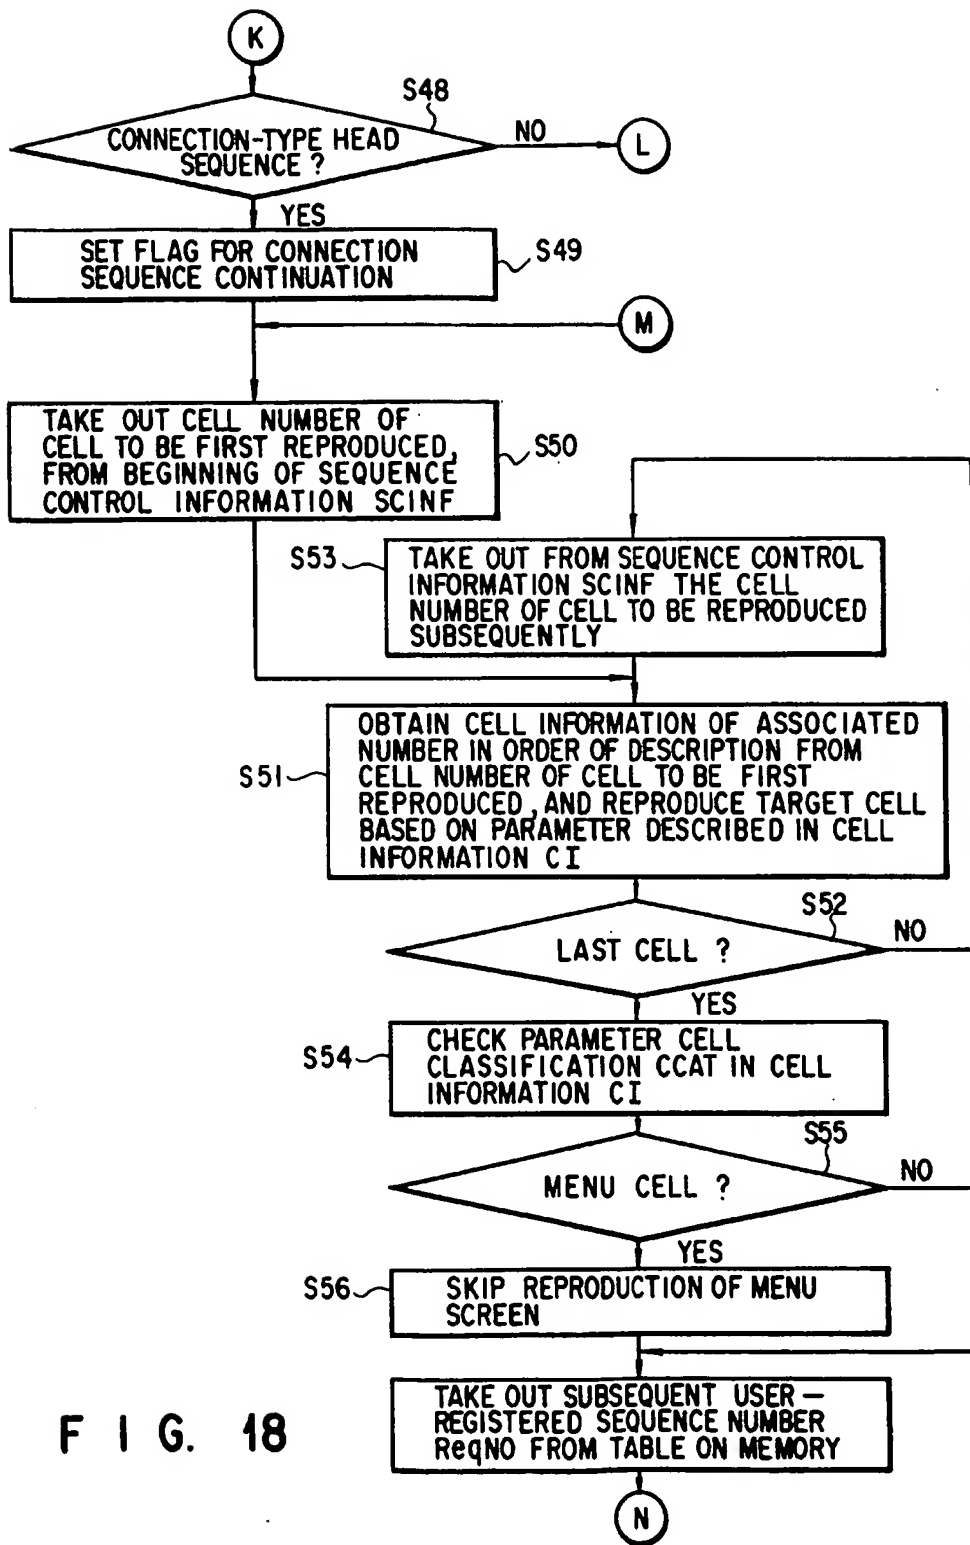 K
S48
CONNECTION-TYPE HEAD
SEQUENCE ?
NO
L
YES
SET FLAG FOR CONNECTION
SEQUENCE CONTINUATION
S49
M
TAKE OUT CELL NUMBER OF
CELL TO BE FIRST REPRODUCED,
FROM BEGINNING OF SEQUENCE
CONTROL INFORMATION SCINF
S50
S53
TAKE OUT FROM SEQUENCE CONTROL
INFORMATION SCINF THE CELL
NUMBER OF CELL TO BE REPRODUCED
SUBSEQUENTLY
S51
OBTAIN CELL INFORMATION OF ASSOCIATED
NUMBER IN ORDER OF DESCRIPTION FROM
CELL NUMBER OF CELL TO BE FIRST
REPRODUCED, AND REPRODUCE TARGET CELL
BASED ON PARAMETER DESCRIBED IN CELL
INFORMATION CI
S52
LAST CELL ?
NO
YES
S54
CHECK PARAMETER CELL
CLASSIFICATION CCAT IN CELL
INFORMATION CI
S55
MENU CELL ?
NO
YES
S56
SKIP REPRODUCTION OF MENU
SCREEN
TAKE OUT SUBSEQUENT USER—
REGISTERED SEQUENCE NUMBER
ReqNO FROM TABLE ON MEMORY
N
FIG. 18